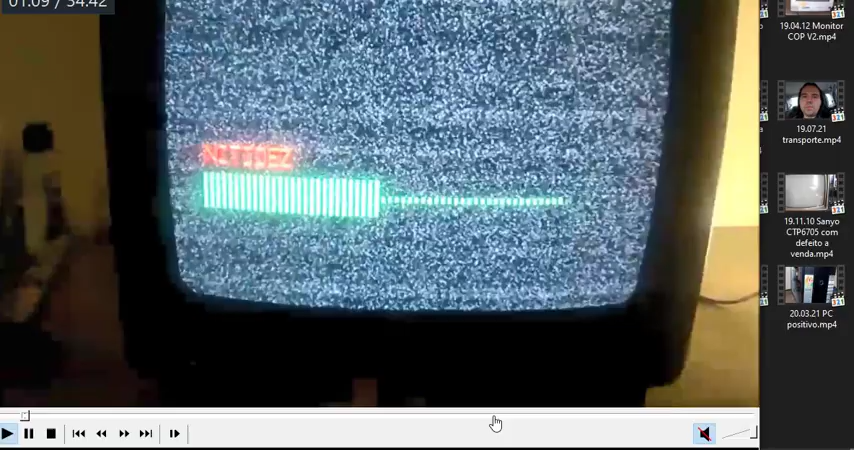 01:09 / 34:42
NITIDEZ
19.04.12 Monitor
COP V2.mp4
19.07.21
transporte.mp4
19.11.10 Sanyo
CTP6705 com
defeito a
venda.mp4
20.03.21 PC
positivo.mp4